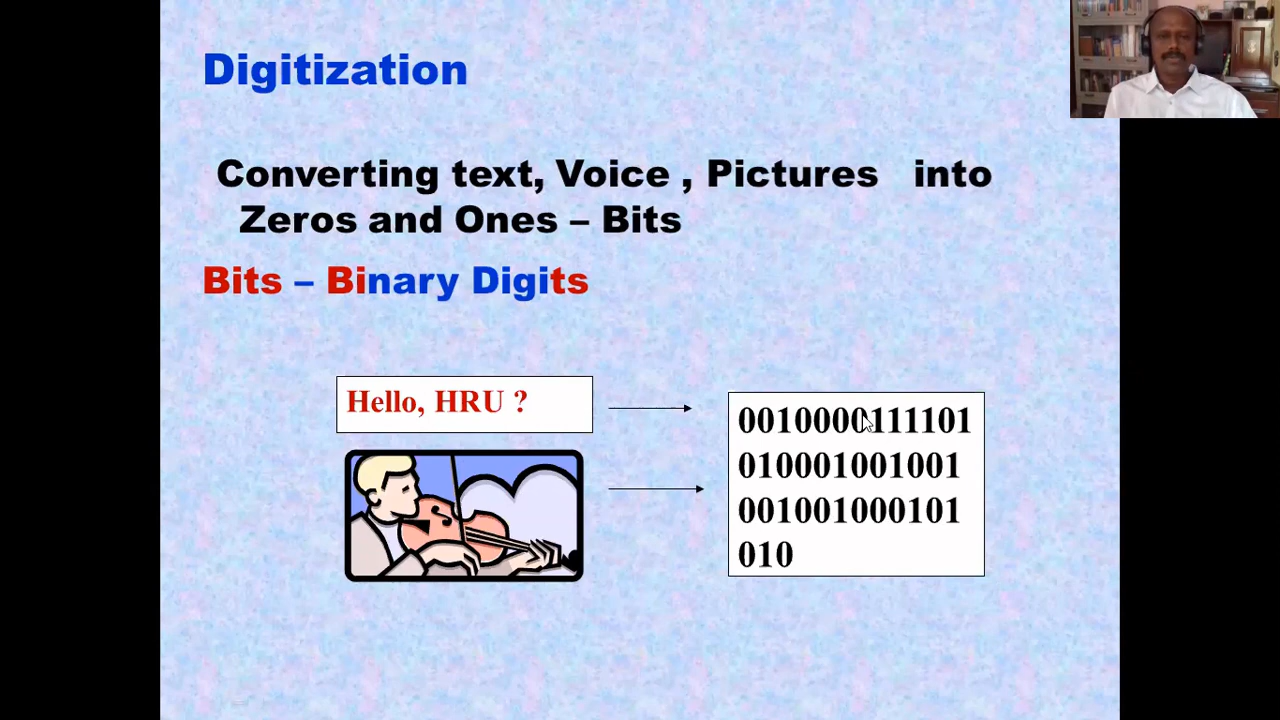 Digitization
Converting text, Voice , Pictures into
Zeros and Ones – Bits
Bits – Binary Digits
Hello, HRU ?
0010000111101
010001001001
001001000101
010